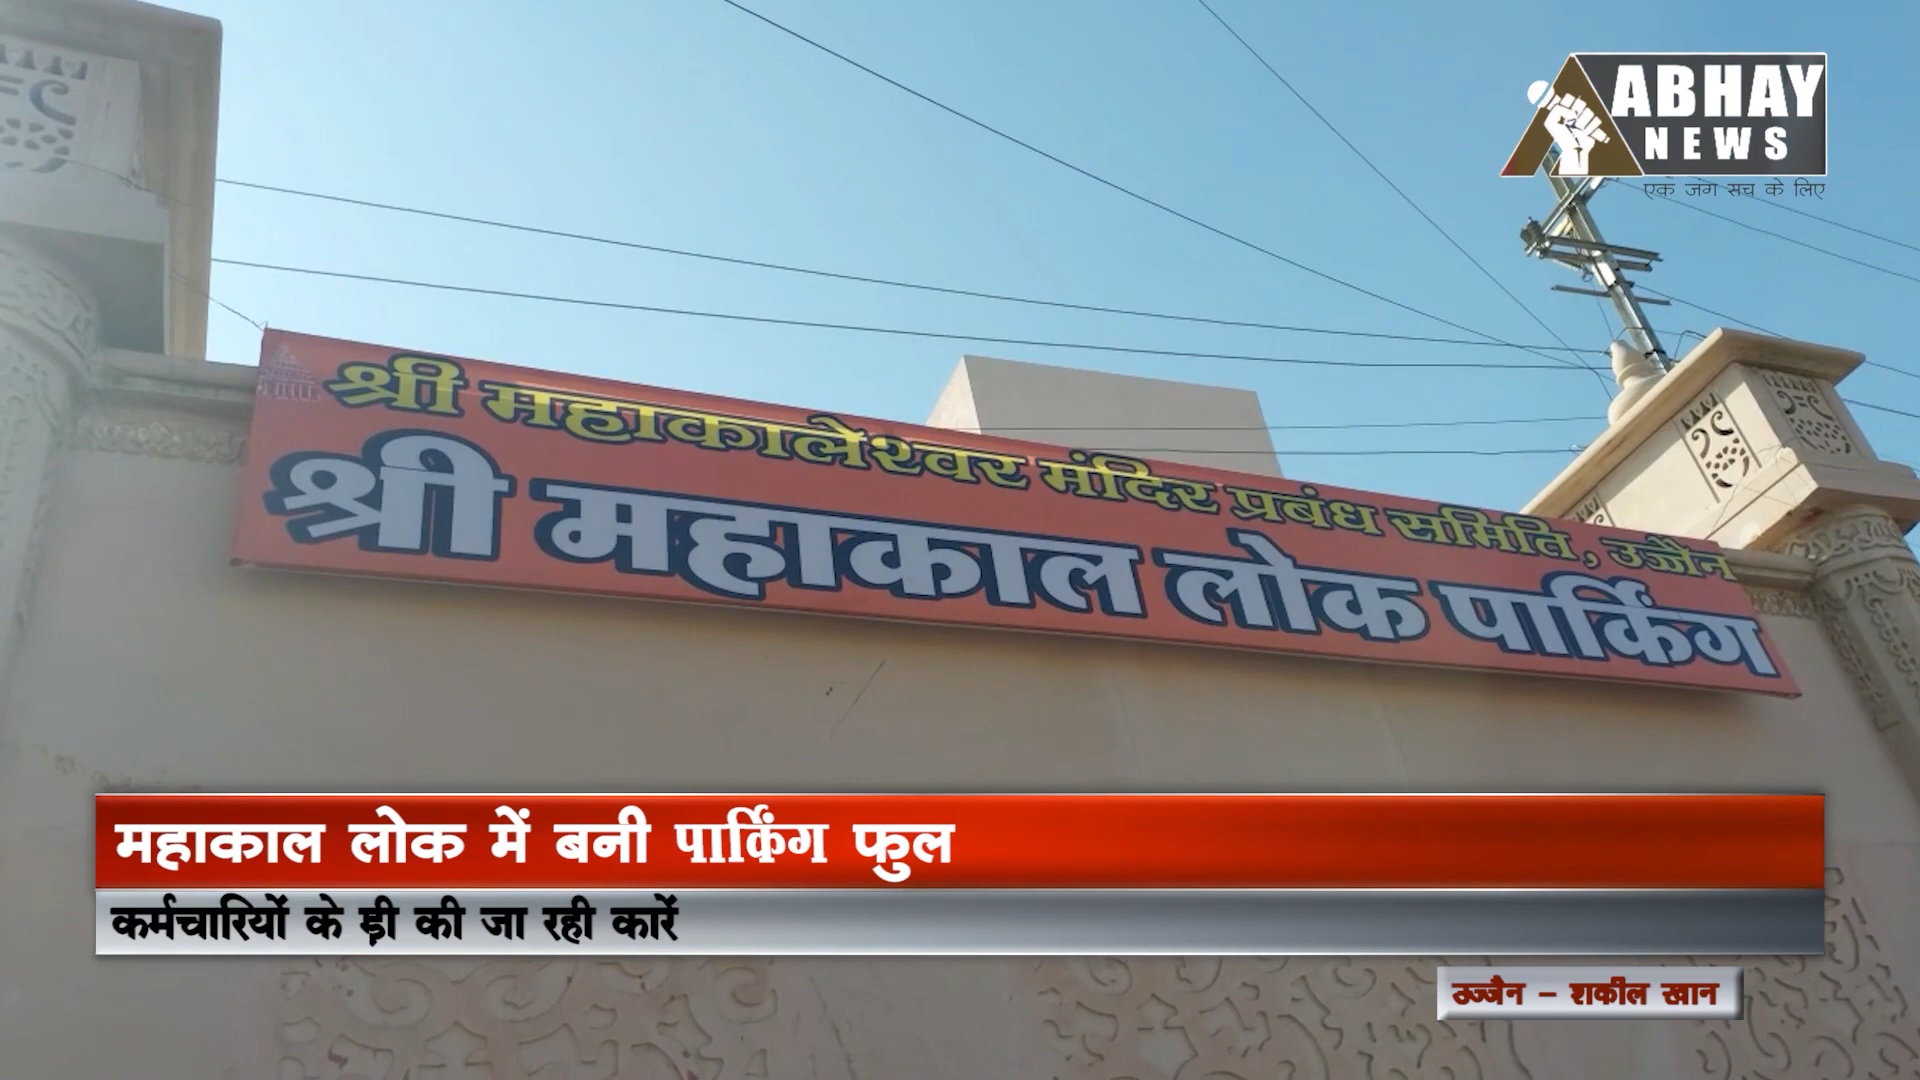 ABHAY
NEWS
एक जंग सच के लिए
श्री महाकालेश्वर मंदिर प्रबंध समिति, उज्जैन
श्री महाकाल लोक पार्किंग
महाकाल लोक में बनी पार्किंग फुल
कर्मचारियों के ड़ी की जा रही कारें
उज्जैन - शकील खान